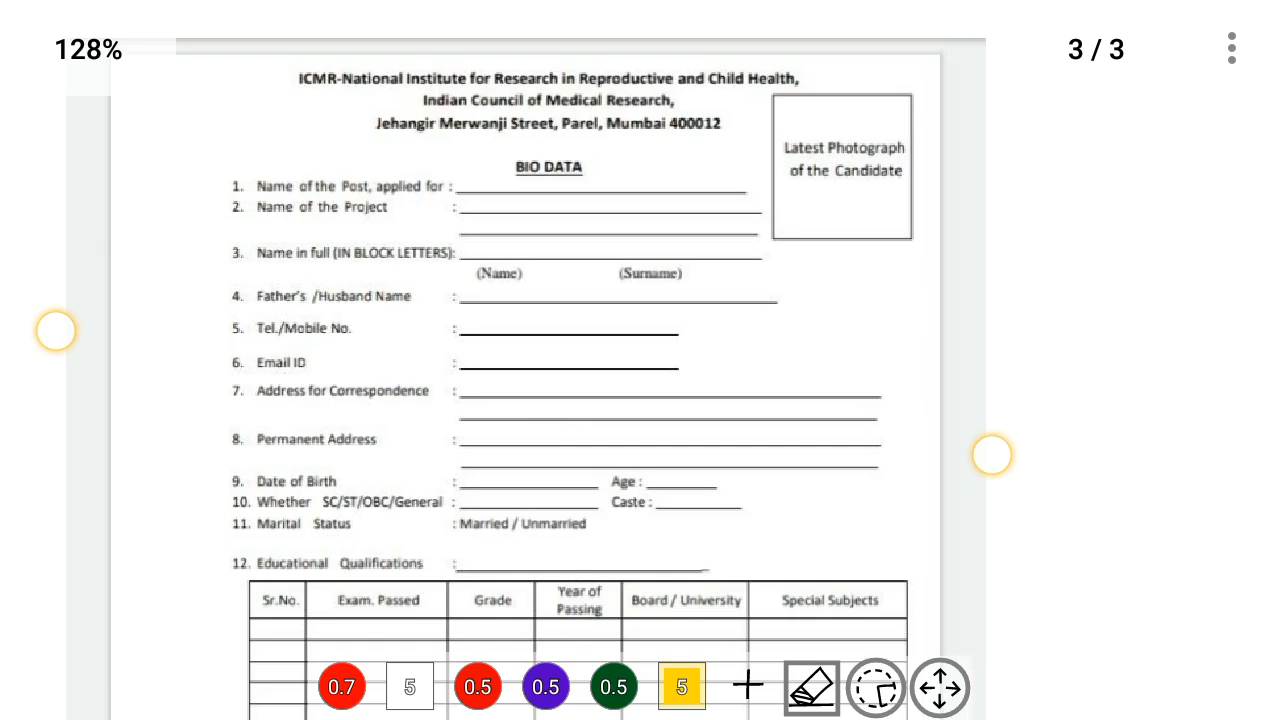 128%
3 / 3
ICMR-National Institute for Research in Reproductive and Child Health,
Indian Council of Medical Research,
Jehangir Merwanji Street, Parel, Mumbai 400012
Latest Photograph
of the Candidate
BIO DATA
1. Name of the Post, applied for :
2. Name of the Project :
3. Name in full (IN BLOCK LETTERS):
(Name) (Surname)
4. Father's /Husband Name :
5. Tel./Mobile No. :
6. Email ID :
7. Address for Correspondence :
8. Permanent Address :
9. Date of Birth : Age :
10. Whether SC/ST/OBC/General : Caste :
11. Marital Status : Married / Unmarried
12. Educational Qualifications :
Sr.No. Exam. Passed Grade Year of Passing Board / University Special Subjects
0.7 5 0.5 0.5 0.5 5